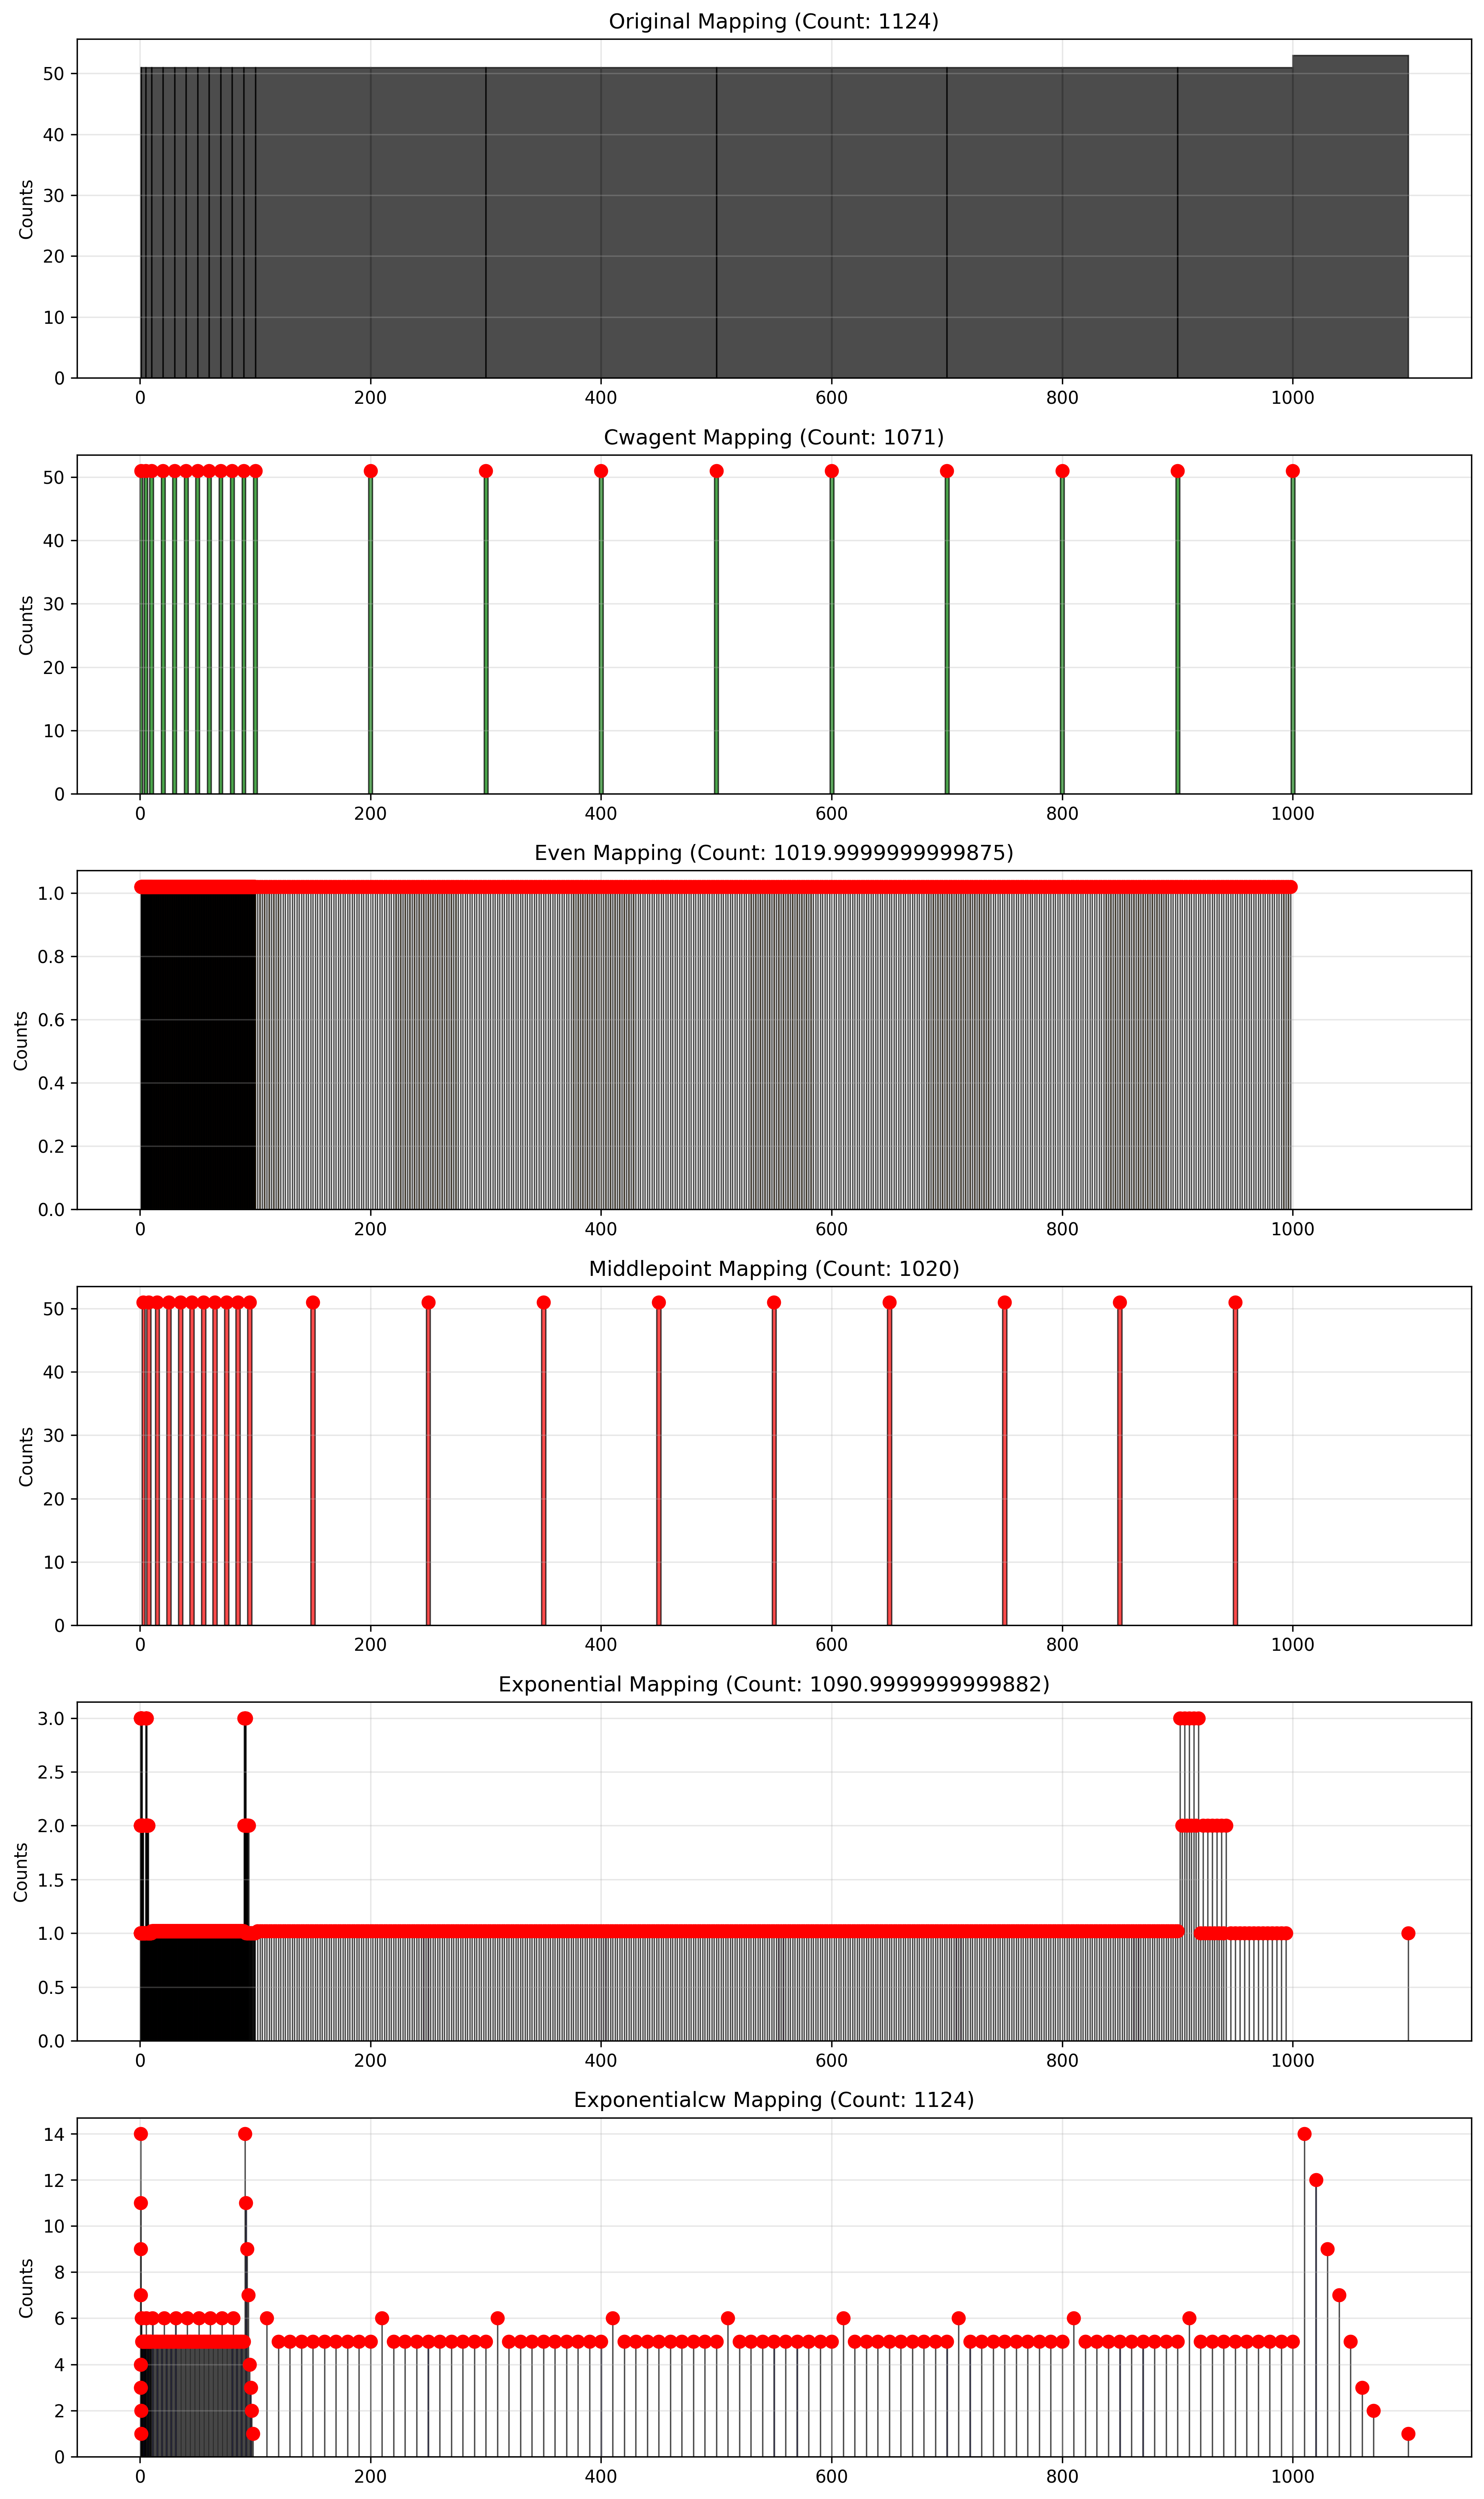 Original Mapping (Count: 1124)
Counts
50
40
30
20
10
0
0 200 400 600 800 1000
Cwagent Mapping (Count: 1071)
Counts
50
40
30
20
10
0
0 200 400 600 800 1000
Even Mapping (Count: 1019.9999999999875)
Counts
1.0
0.8
0.6
0.4
0.2
0.0
0 200 400 600 800 1000
Middlepoint Mapping (Count: 1020)
Counts
50
40
30
20
10
0
0 200 400 600 800 1000
Exponential Mapping (Count: 1090.9999999999882)
Counts
3.0
2.5
2.0
1.5
1.0
0.5
0.0
0 200 400 600 800 1000
Exponentialcw Mapping (Count: 1124)
Counts
14
12
10
8
6
4
2
0
0 200 400 600 800 1000